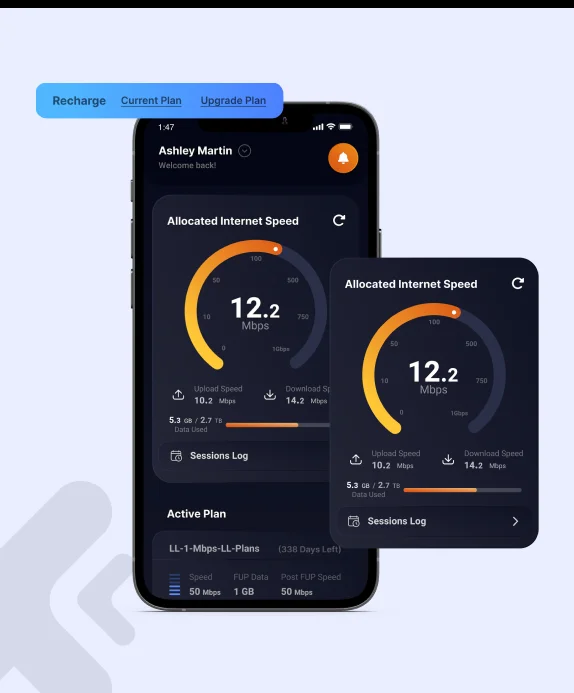 Recharge Current Plan Upgrade Plan
1:47
Ashley Martin
Welcome back!
Allocated Internet Speed
100
50 500
10 750
12.2
Mbps
0 1Gbps
Upload Speed Download Sp
10.2 Mbps 14.2 Mbps
5.3 GB / 2.7 TB
Data Used
Sessions Log
Active Plan
LL-1-Mbps-LL-Plans (338 Days Left)
Speed FUP Data Post FUP Speed
50 Mbps 1 GB 50 Mbps
Allocated Internet Speed
100
50 500
10 750
12.2
Mbps
0 1Gbps
Upload Speed Download Speed
10.2 Mbps 14.2 Mbps
5.3 GB / 2.7 TB
Data Used
Sessions Log